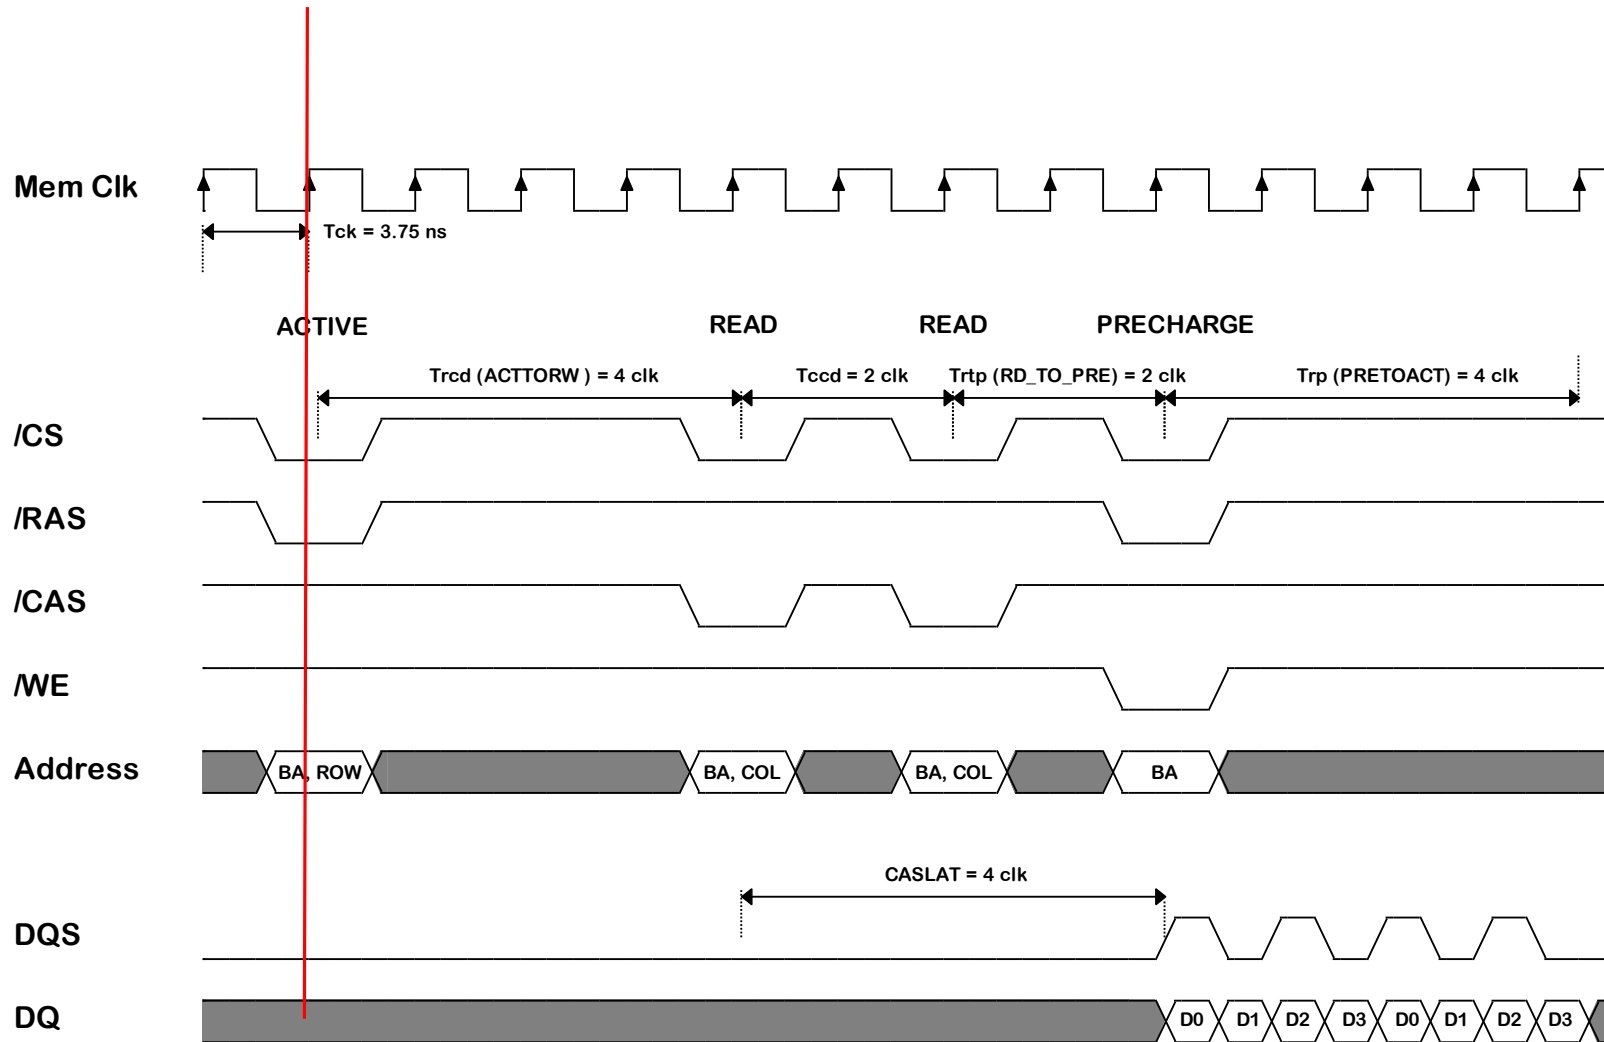 Mem Clk
Tck = 3.75 ns
ACTIVE READ READ PRECHARGE
Trcd (ACTTORW ) = 4 clk Tccd = 2 clk Trtp (RD_TO_PRE) = 2 clk Trp (PRETOACT) = 4 clk
/CS
/RAS
/CAS
/WE
Address BA, ROW BA, COL BA, COL BA
CASLAT = 4 clk
DQS
DQ D0 D1 D2 D3 D0 D1 D2 D3